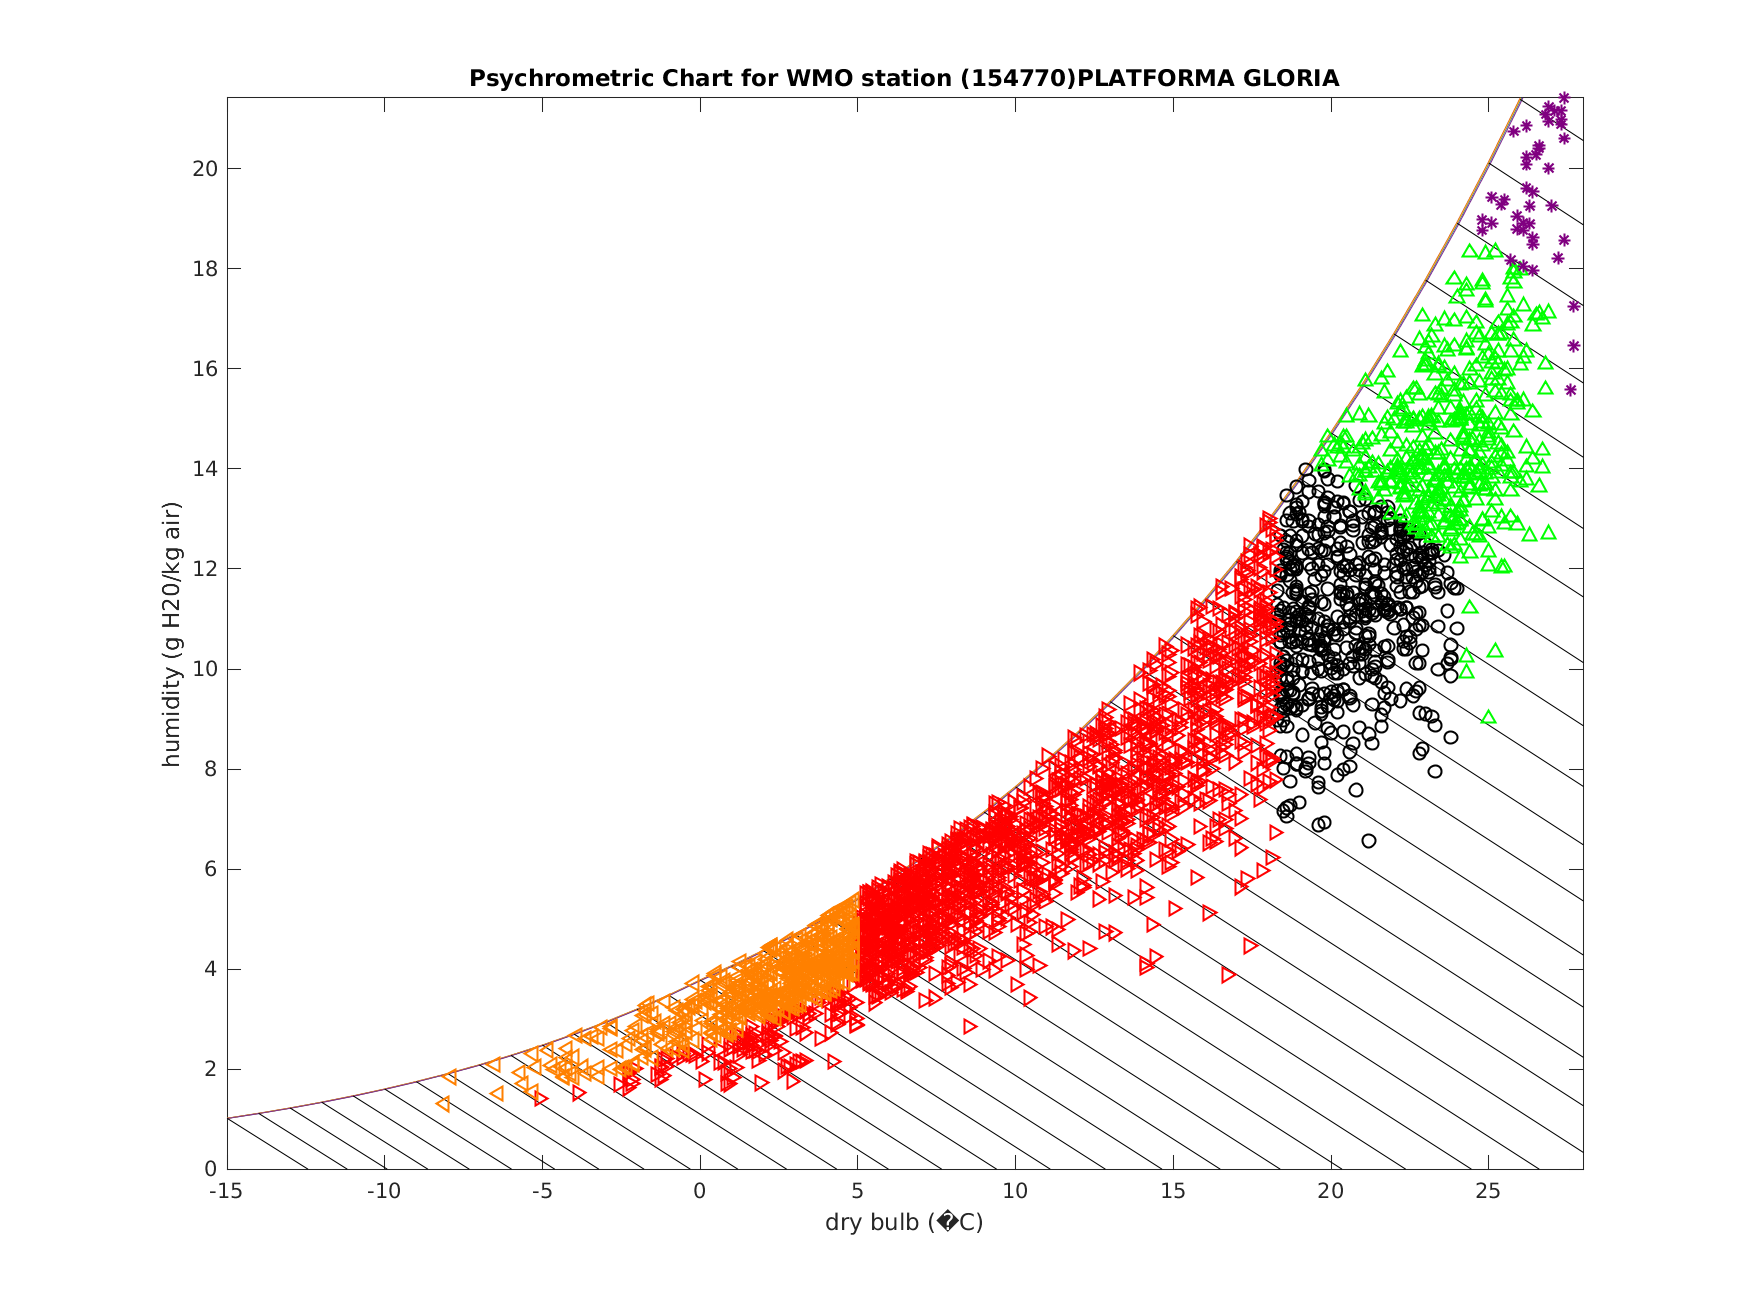 Psychrometric Chart for WMO station (154770)PLATFORMA GLORIA
humidity (g H20/kg air)
20
18
16
14
12
10
8
6
4
2
0
-15 -10 -5 0 5 10 15 20 25
dry bulb (�C)